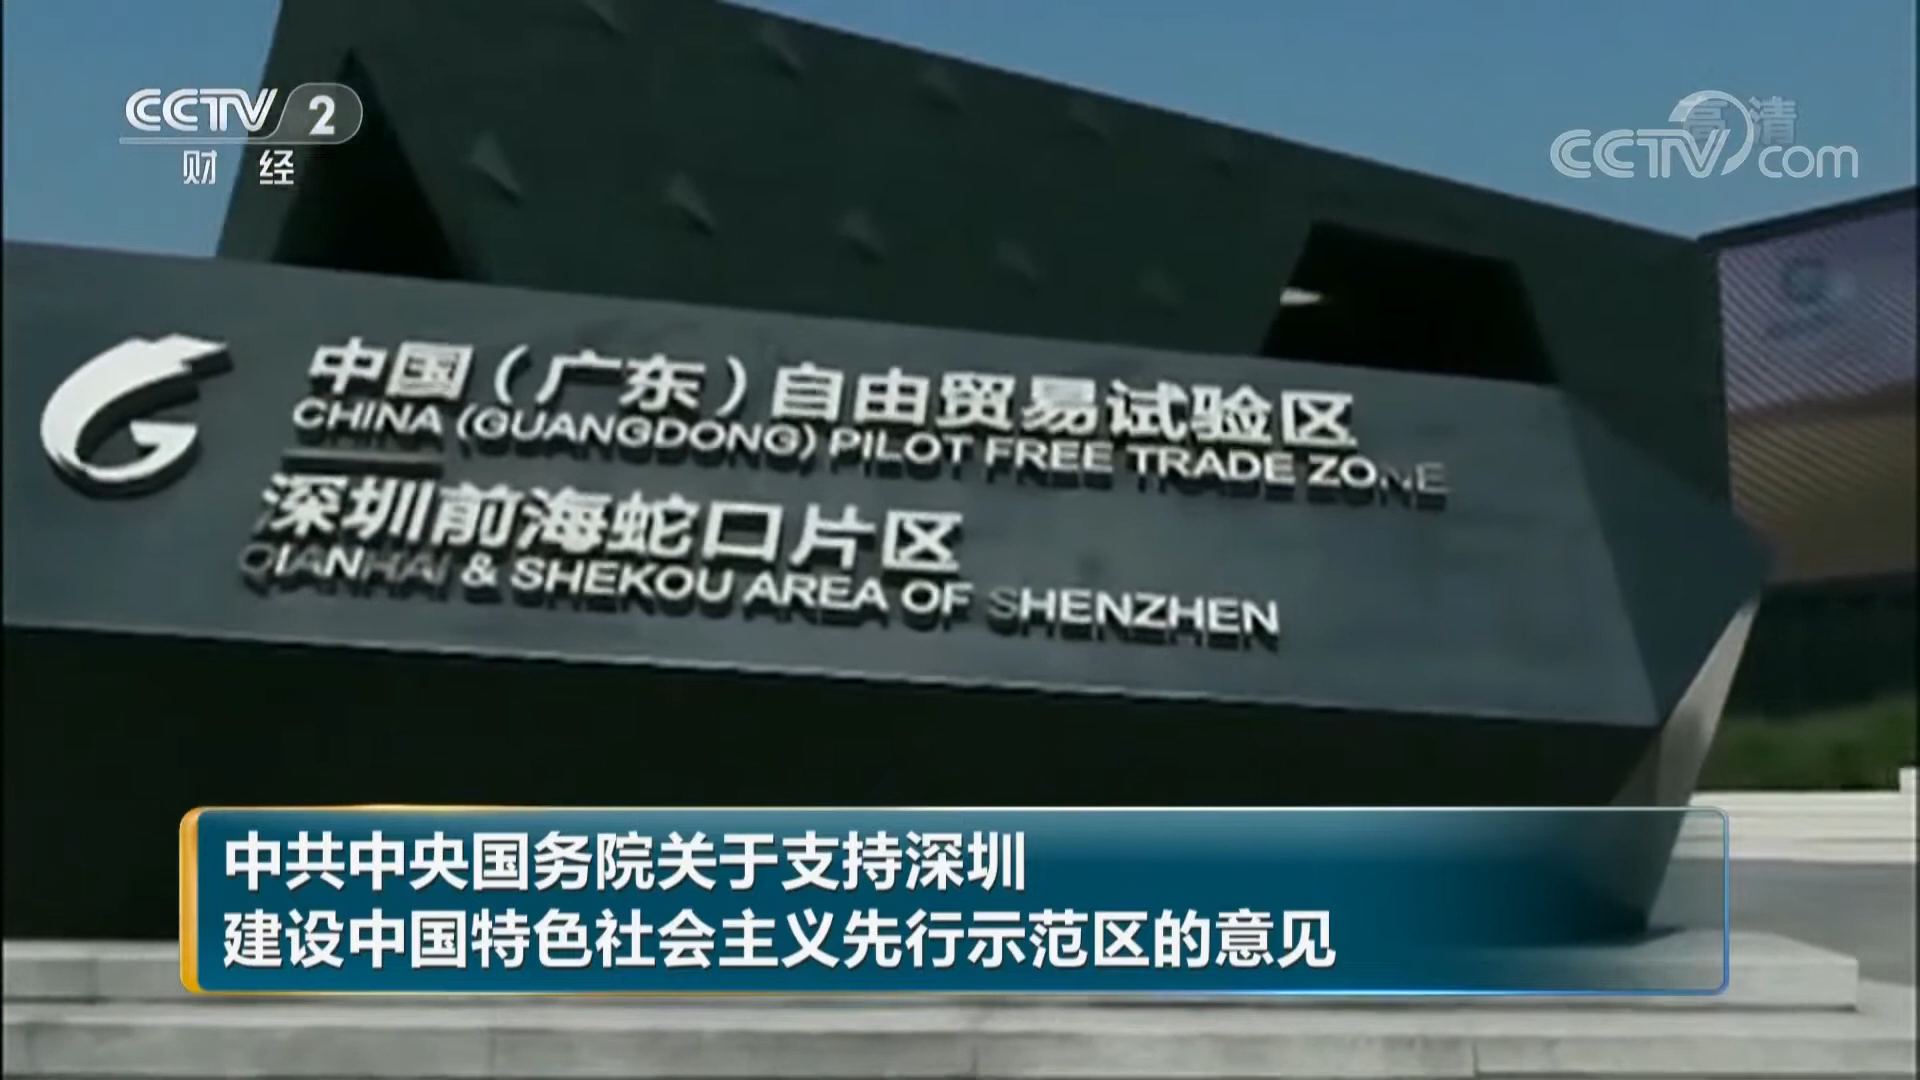 CCTV 2
财经
高清
CCTV com
中国（广东）自由贸易试验区
CHINA (GUANGDONG) PILOT FREE TRADE ZONE
深圳前海蛇口片区
QIANHAI & SHEKOU AREA OF SHENZHEN
中共中央国务院关于支持深圳
建设中国特色社会主义先行示范区的意见